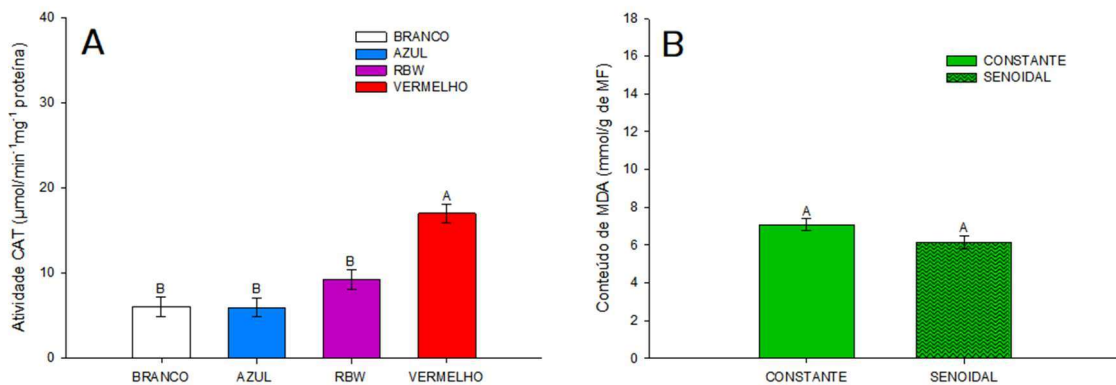 A
BRANCO
AZUL
RBW
VERMELHO
Atividade CAT (µmol/min⁻¹mg⁻¹ proteína)
40
30
20
10
0
B
B
B
A
BRANCO
AZUL
RBW
VERMELHO
B
CONSTANTE
SENOIDAL
Conteúdo de MDA (mmol/g de MF)
18
16
14
12
10
8
6
4
2
0
A
A
CONSTANTE
SENOIDAL